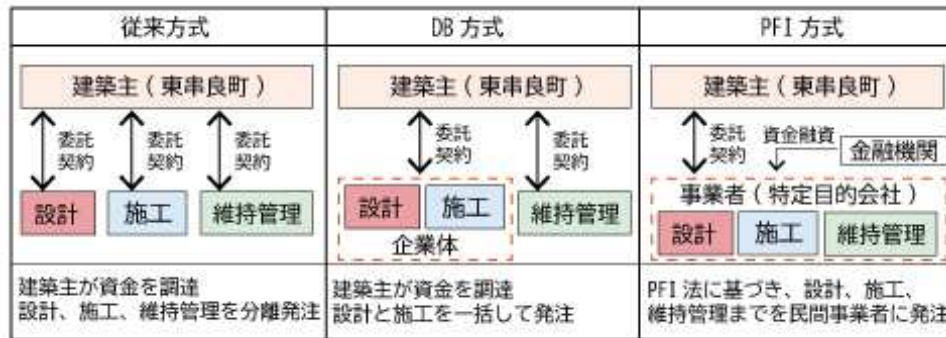 従来方式
建築主(東串良町)
委託
契約
委託
契約
委託
契約
設計
施工
維持管理
建築主が資金を調達
設計、施工、維持管理を分離発注
DB 方式
建築主(東串良町)
委託
契約
委託
契約
設計
施工
企業体
維持管理
建築主が資金を調達
設計と施工を一括して発注
PFI 方式
建築主(東串良町)
委託
契約
資金融資
金融機関
事業者(特定目的会社)
設計
施工
維持管理
PFI 法に基づき、設計、施工、
維持管理までを民間事業者に発注